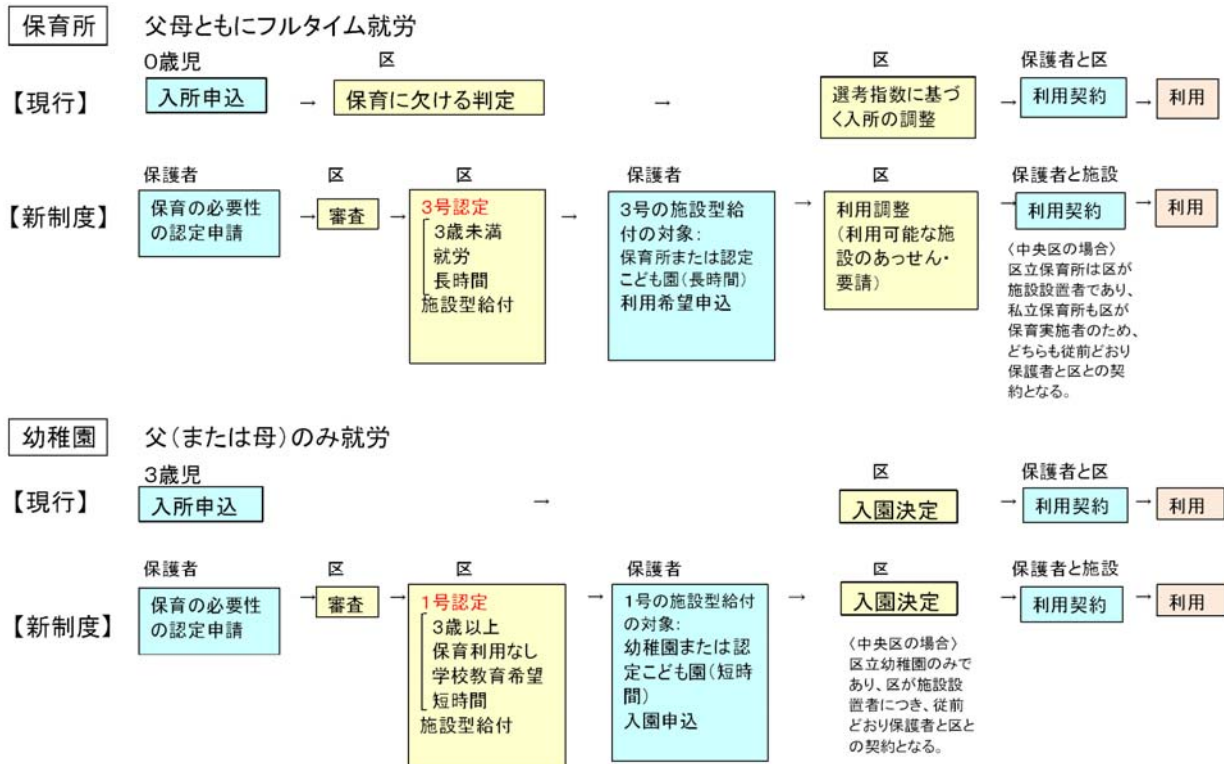 保育所 父母ともにフルタイム就労
0歳児 区 区 保護者と区
【現行】 入所申込 → 保育に欠ける判定 → 選考指数に基づ → 利用契約 → 利用
く入所の調整
保護者 区 区 保護者 区 保護者と施設
【新制度】
保育の必要性
の認定申請
→
審査
→
3号認定
3歳未満
就労
長時間
施設型給付
→
3号の施設型給
付の対象:
保育所または認定
こども園(長時間)
利用希望申込
→
利用調整
(利用可能な施
設のあっせん・
要請)
→
利用契約
→
利用
〈中央区の場合〉
区立保育所は区が
施設設置者であり、
私立保育所も区が
保育実施者のため、
どちらも従前どおり
保護者と区との契
約となる。
幼稚園 父(または母)のみ就労
3歳児 区 保護者と区
【現行】 入所申込 → 入園決定 → 利用契約 → 利用
保護者 区 区 保護者 区 保護者と施設
【新制度】
保育の必要性
の認定申請
→
審査
→
1号認定
3歳以上
保育利用なし
学校教育希望
短時間
施設型給付
→
1号の施設型給付
の対象:
幼稚園または認
定こども園(短時
間)
入園申込
→
入園決定
→
利用契約
→
利用
〈中央区の場合〉
区立幼稚園のみで
あり、区が施設設
置者につき、従前
どおり保護者と区と
の契約となる。